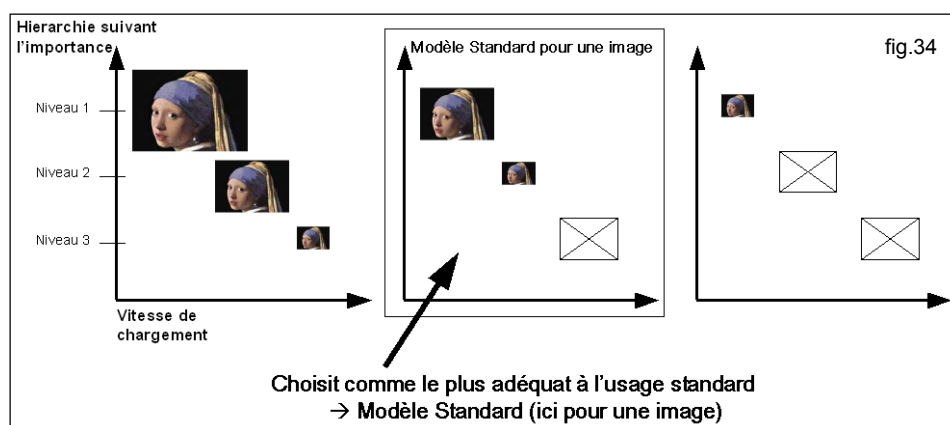 Hierarchie suivant
l'importance
Modèle Standard pour une image
fig.34
Niveau 1
Niveau 2
Niveau 3
Vitesse de
chargement
Choisit comme le plus adéquat à l'usage standard
→ Modèle Standard (ici pour une image)